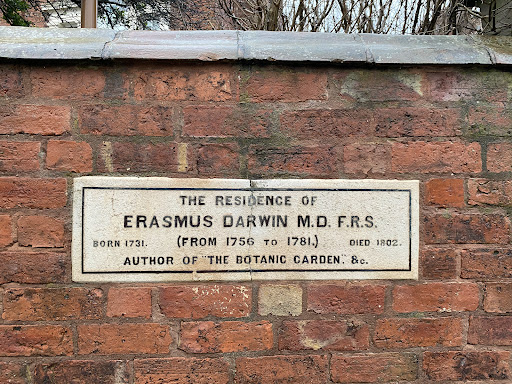 THE RESIDENCE OF
ERASMUS DARWIN M.D. F.R.S.
BORN 1731. (FROM 1756 TO 1781.) DIED 1802.
AUTHOR OF "THE BOTANIC GARDEN", &c.